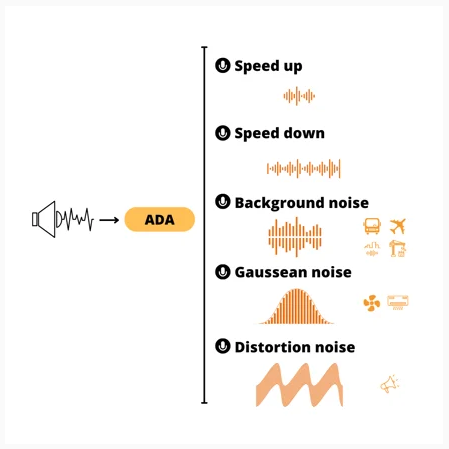 Speed up
Speed down
ADA
Background noise
Gaussean noise
Distortion noise